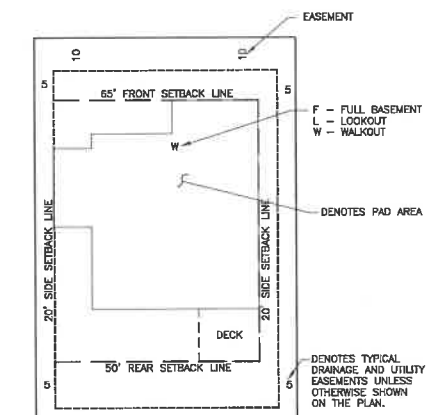 EASEMENT
10
10
5
5
65' FRONT SETBACK LINE
F – FULL BASEMENT
L – LOOKOUT
W – WALKOUT
W
DENOTES PAD AREA
20' SIDE SETBACK LINE
20' SIDE SETBACK LINE
DECK
50' REAR SETBACK LINE
5
5
DENOTES TYPICAL
DRAINAGE AND UTILITY
EASEMENTS UNLESS
OTHERWISE SHOWN
ON THE PLAN.